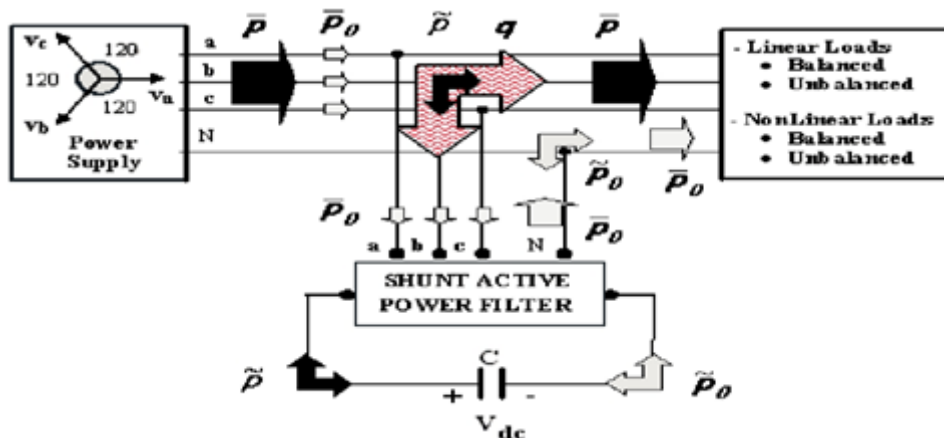 p̄ p̄0 p̃ q p̄
vc 120 a
120 b
va
120 c
vb N
Power
Supply
- Linear Loads
• Balanced
• Unbalanced
- NonLinear Loads
• Balanced
• Unbalanced
p̃0 p̄0
p̄0 p̄0
a b c N
SHUNT ACTIVE
POWER FILTER
p̃ C p̃0
+ -
Vdc